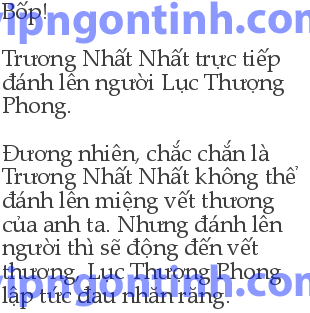 Bốp!
ipngontinh.com
Trương Nhất Nhất trực tiếp
đánh lên người Lục Thượng
Phong.
Đương nhiên, chắc chắn là
Trương Nhất Nhất không thể
đánh lên miệng vết thương
của anh ta. Nhưng đánh lên
người thì sẽ động đến vết
thương, Lục Thượng Phong
ipngontinh.com
lập tức đau nhăn răng.